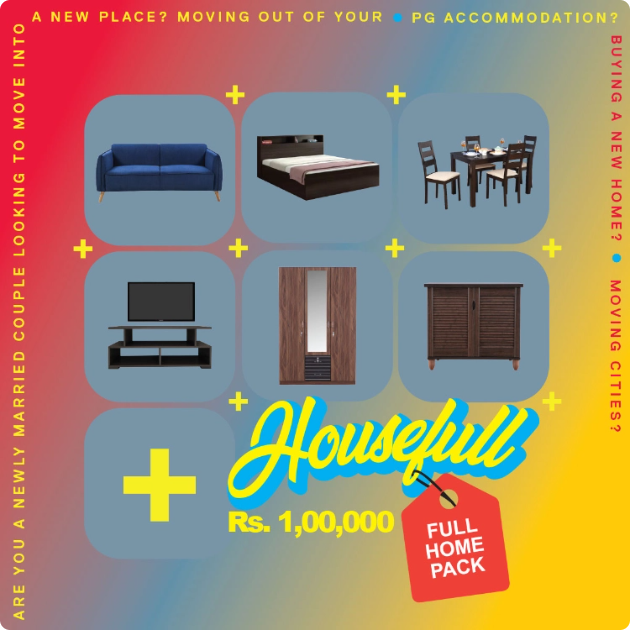 ARE YOU A NEWLY MARRIED COUPLE LOOKING TO MOVE INTO
A NEW PLACE? MOVING OUT OF YOUR • PG ACCOMMODATION?
BUYING A NEW HOME? • MOVING CITIES?
Housefull
Rs. 1,00,000
FULL
HOME
PACK